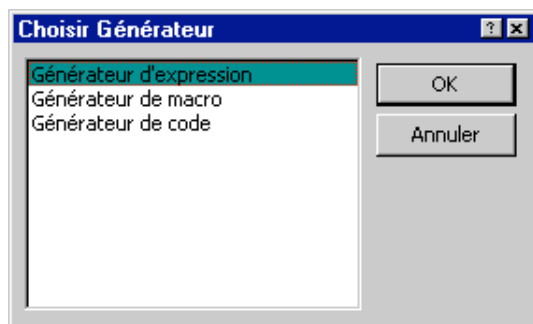 Choisir Générateur
Générateur d'expression
Générateur de macro
Générateur de code
OK
Annuler